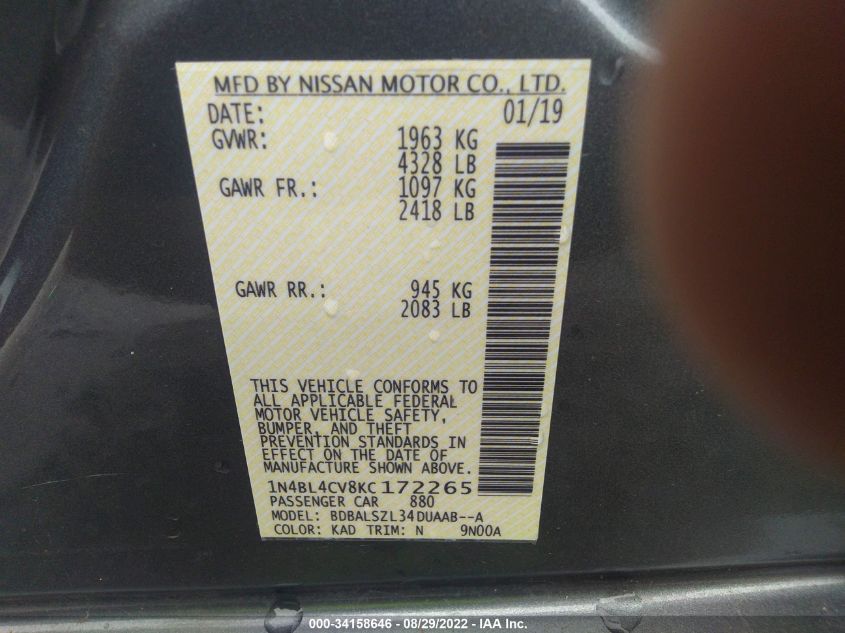 MFD BY NISSAN MOTOR CO., LTD.
DATE: 01/19
GVWR: 1963 KG
4328 LB
GAWR FR.: 1097 KG
2418 LB
GAWR RR.: 945 KG
2083 LB
THIS VEHICLE CONFORMS TO
ALL APPLICABLE FEDERAL
MOTOR VEHICLE SAFETY,
BUMPER, AND THEFT
PREVENTION STANDARDS IN
EFFECT ON THE DATE OF
MANUFACTURE SHOWN ABOVE.
1N4BL4CV8KC172265
PASSENGER CAR 880
MODEL: BDBALSZL34DUAAB--A
COLOR: KAD TRIM: N 9N00A
000-34158646 - 08/29/2022 - IAA Inc.